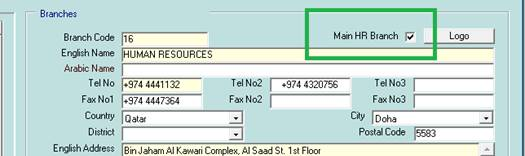 Branches
Branch Code 16 Main HR Branch Logo
English Name HUMAN RESOURCES
Arabic Name
Tel No +974 4441132 Tel No2 +974 4320756 Tel No3
Fax No1 +974 4447364 Fax No2 Fax No3
Country Qatar City Doha
District Postal Code 5583
English Address Bin Jaham Al Kawari Complex, Al Saad St. 1st Floor